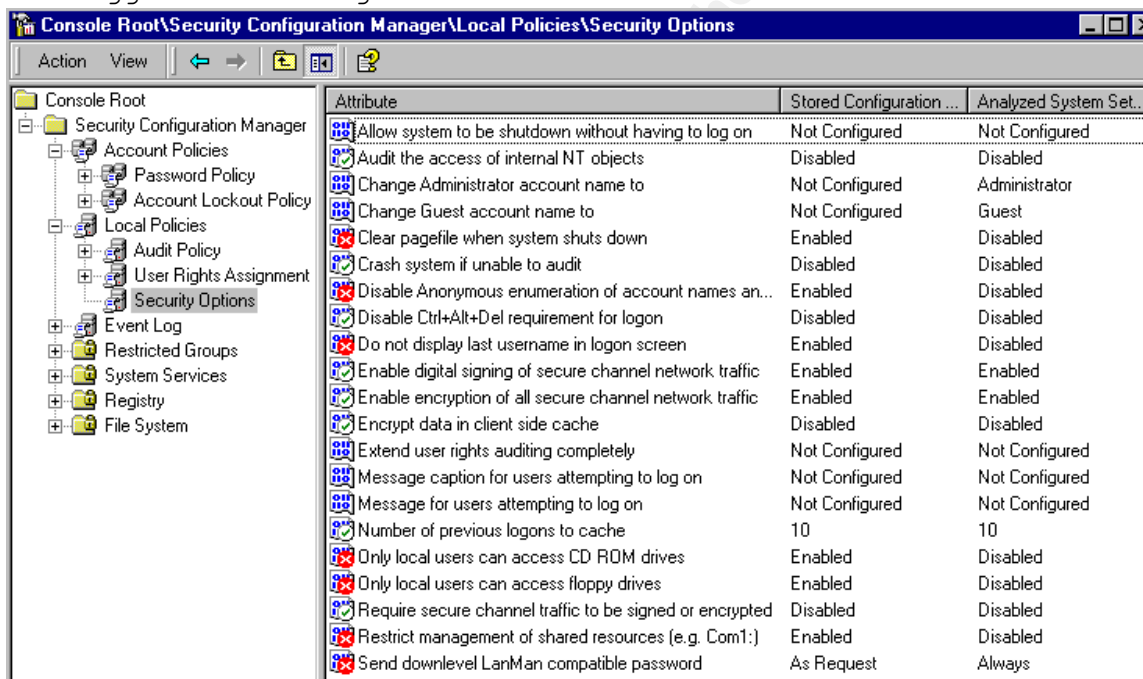 Console Root\Security Configuration Manager\Local Policies\Security Options
Action View
Console Root
Security Configuration Manager
Account Policies
Password Policy
Account Lockout Policy
Local Policies
Audit Policy
User Rights Assignment
Security Options
Event Log
Restricted Groups
System Services
Registry
File System
Attribute Stored Configuration ... Analyzed System Set...
Allow system to be shutdown without having to log on Not Configured Not Configured
Audit the access of internal NT objects Disabled Disabled
Change Administrator account name to Not Configured Administrator
Change Guest account name to Not Configured Guest
Clear pagefile when system shuts down Enabled Disabled
Crash system if unable to audit Disabled Disabled
Disable Anonymous enumeration of account names an... Enabled Disabled
Disable Ctrl+Alt+Del requirement for logon Disabled Disabled
Do not display last username in logon screen Enabled Disabled
Enable digital signing of secure channel network traffic Enabled Enabled
Enable encryption of all secure channel network traffic Enabled Enabled
Encrypt data in client side cache Disabled Disabled
Extend user rights auditing completely Not Configured Not Configured
Message caption for users attempting to log on Not Configured Not Configured
Message for users attempting to log on Not Configured Not Configured
Number of previous logons to cache 10 10
Only local users can access CD ROM drives Enabled Disabled
Only local users can access floppy drives Enabled Disabled
Require secure channel traffic to be signed or encrypted Disabled Disabled
Restrict management of shared resources (e.g. Com1:) Enabled Disabled
Send downlevel LanMan compatible password As Request Always